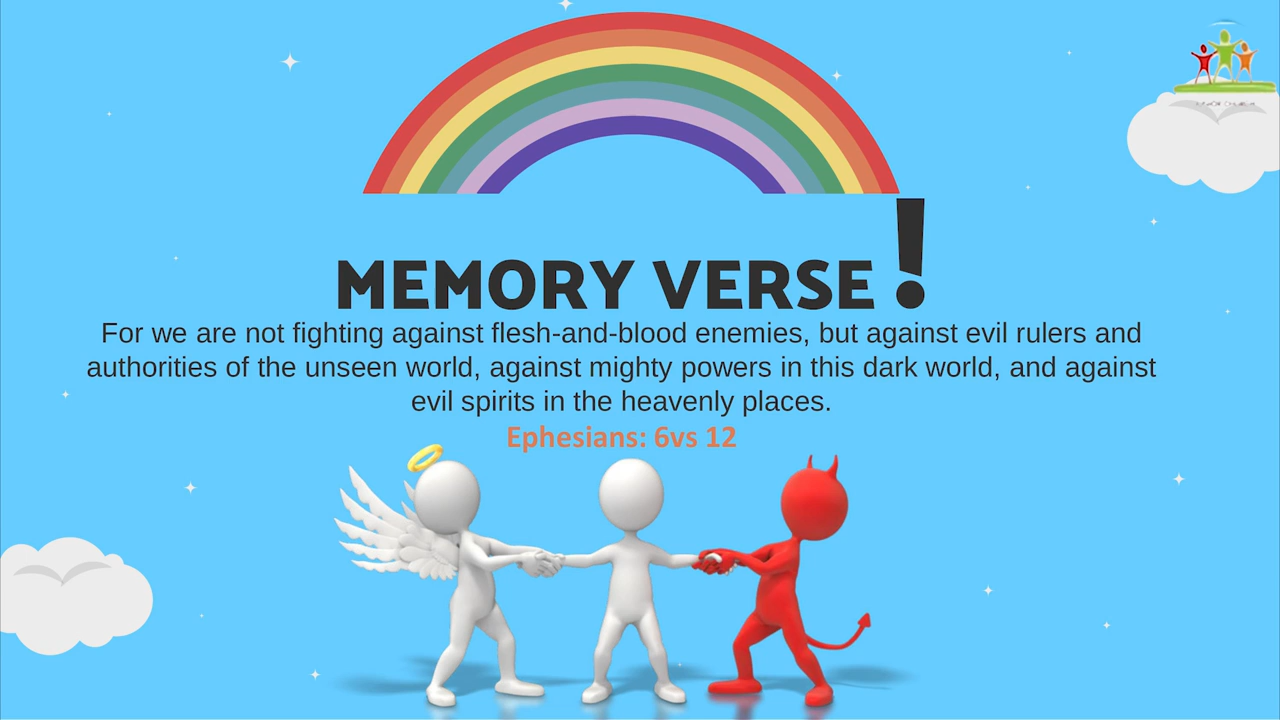 MEMORY VERSE!
For we are not fighting against flesh-and-blood enemies, but against evil rulers and
authorities of the unseen world, against mighty powers in this dark world, and against
evil spirits in the heavenly places.
Ephesians: 6vs 12